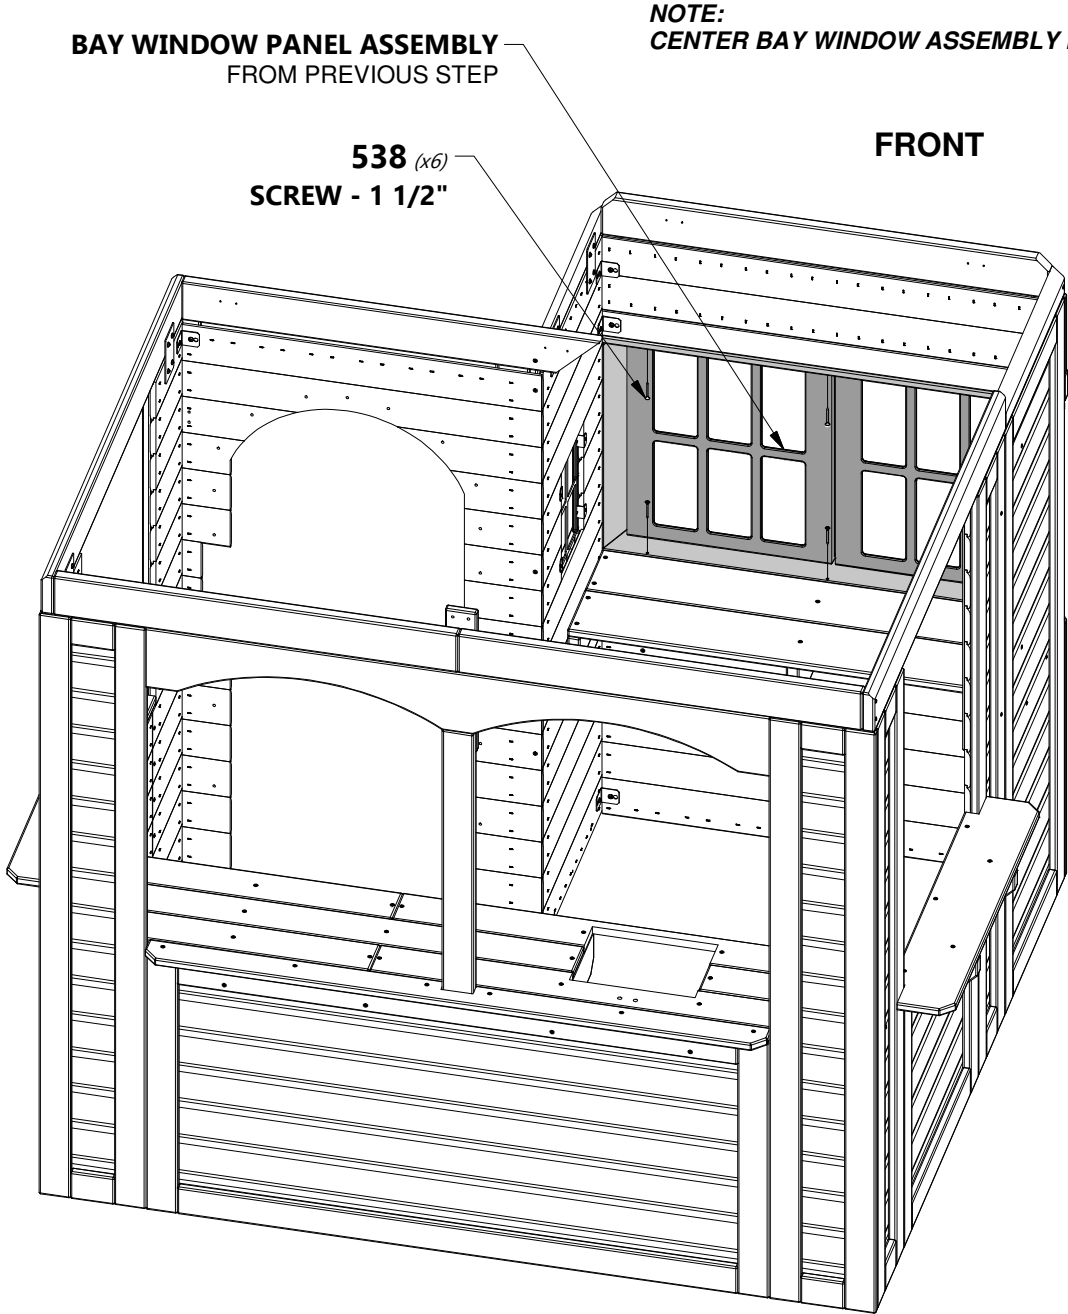 NOTE:
CENTER BAY WINDOW ASSEMBLY
BAY WINDOW PANEL ASSEMBLY
FROM PREVIOUS STEP
FRONT
538 (x6)
SCREW - 1 1/2"